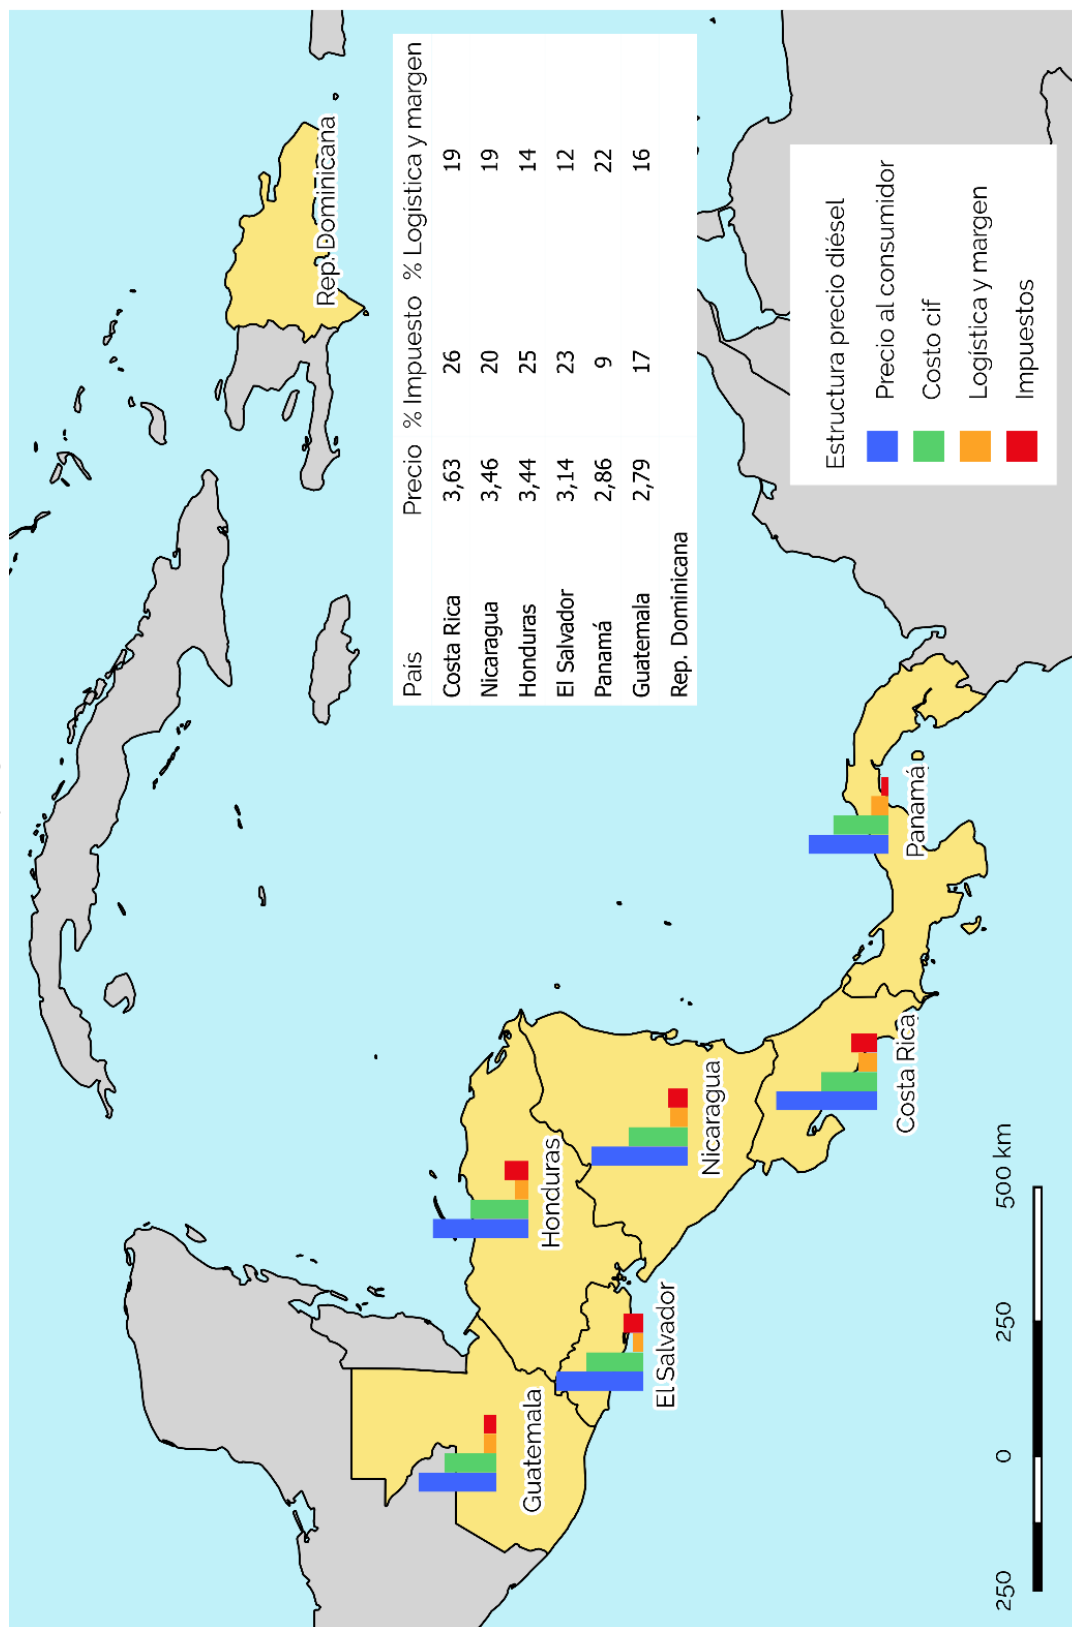 Rep. Dominicana
País Precio % Impuesto % Logística y margen
Costa Rica 3,63 26 19
Nicaragua 3,46 20 19
Honduras 3,44 25 14
El Salvador 3,14 23 12
Panamá 2,86 9 22
Guatemala 2,79 17 16
Rep. Dominicana
Guatemala
Honduras
El Salvador
Nicaragua
Costa Rica
Panamá
Estructura precio diésel
Precio al consumidor
Costo cif
Logística y margen
Impuestos
250 0 250 500 km